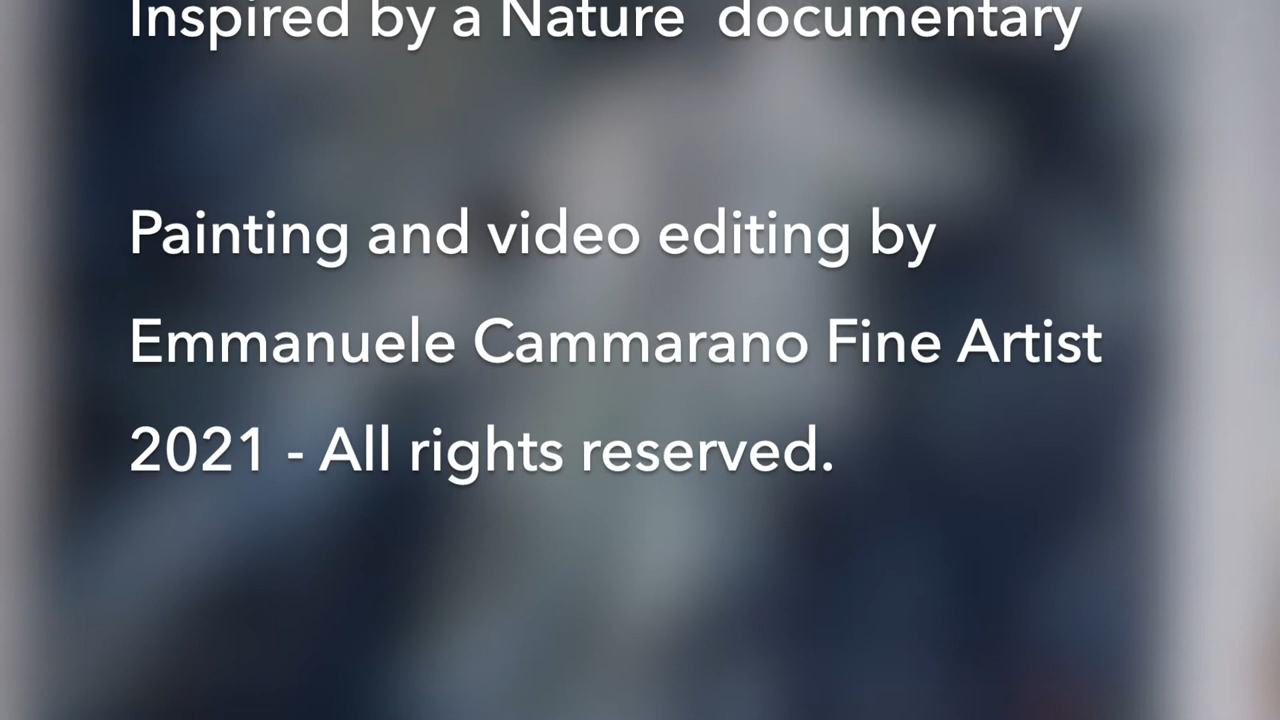 Inspired by a Nature  documentary
Painting and video editing by
Emmanuele Cammarano Fine Artist
2021 - All rights reserved.